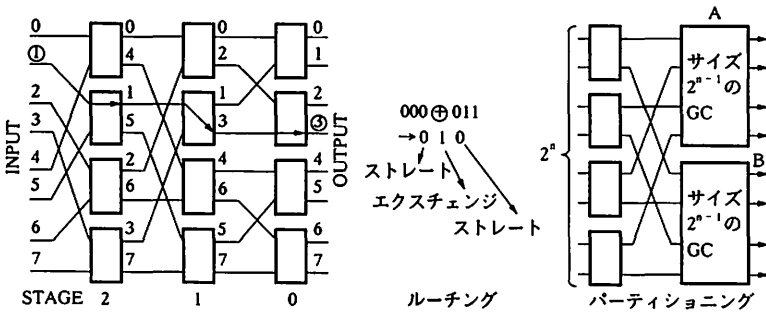 0 0 0 0
① 4 2 1
2 1 1 2
3 5 3 ③
4 2 4 4
5 6 6 5
6 3 5 6
7 7 7 7
INPUT
OUTPUT
STAGE 2 1 0
000⊕011
→0 1 0
ストレート
エクスチェンジ
ストレート
ルーチング
2ⁿ
A
サイズ
2ⁿ⁻¹の
GC
B
サイズ
2ⁿ⁻¹の
GC
パーティショニング